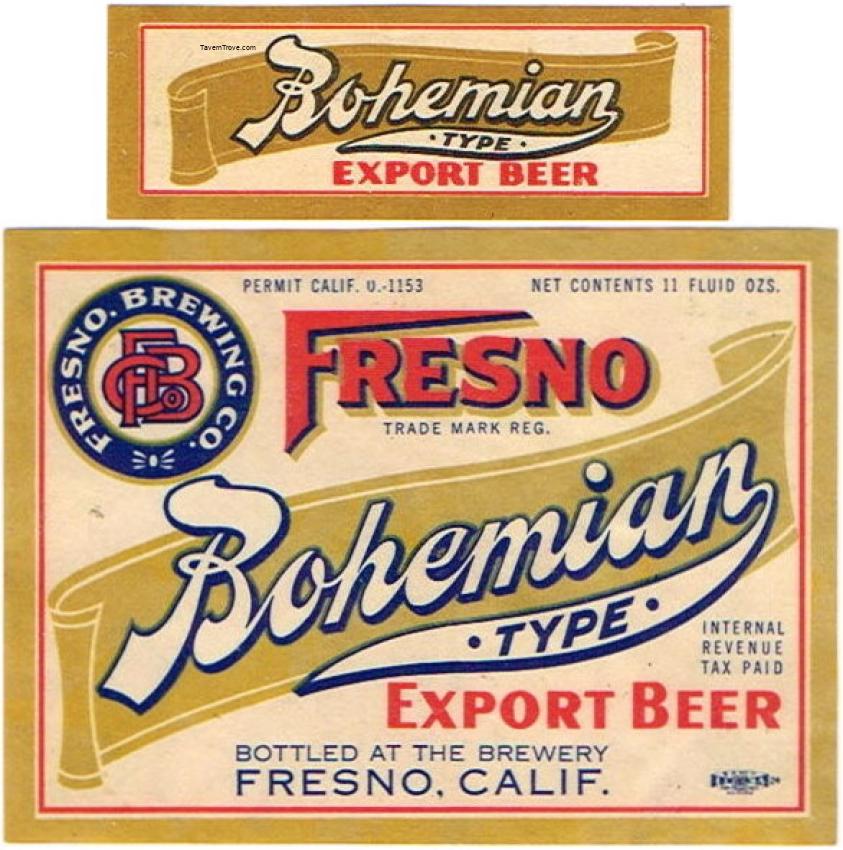 TavernTrove.com
Bohemian
• TYPE •
EXPORT BEER
PERMIT CALIF. U.-1153
NET CONTENTS 11 FLUID OZS.
FRESNO. BREWING CO.
FRESNO
TRADE MARK REG.
Bohemian
• TYPE •
INTERNAL
REVENUE
TAX PAID
EXPORT BEER
BOTTLED AT THE BREWERY
FRESNO, CALIF.